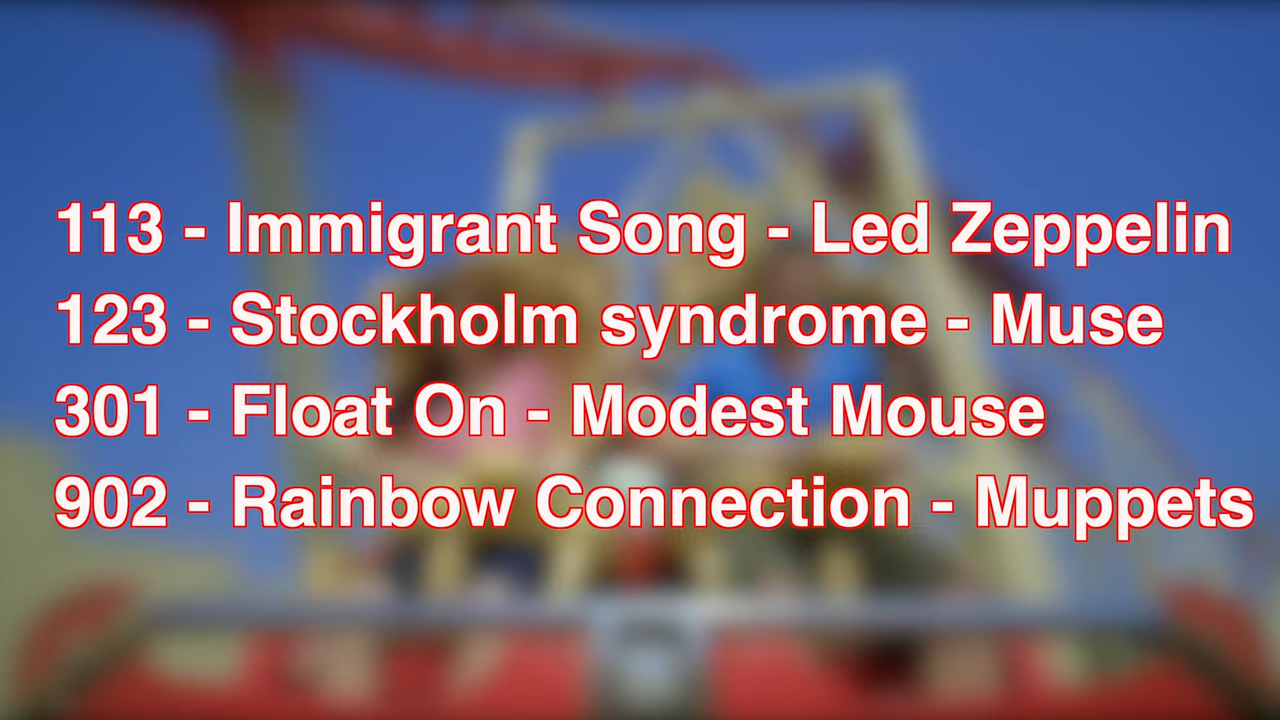 113 - Immigrant Song - Led Zeppelin
123 - Stockholm syndrome - Muse
301 - Float On - Modest Mouse
902 - Rainbow Connection - Muppets